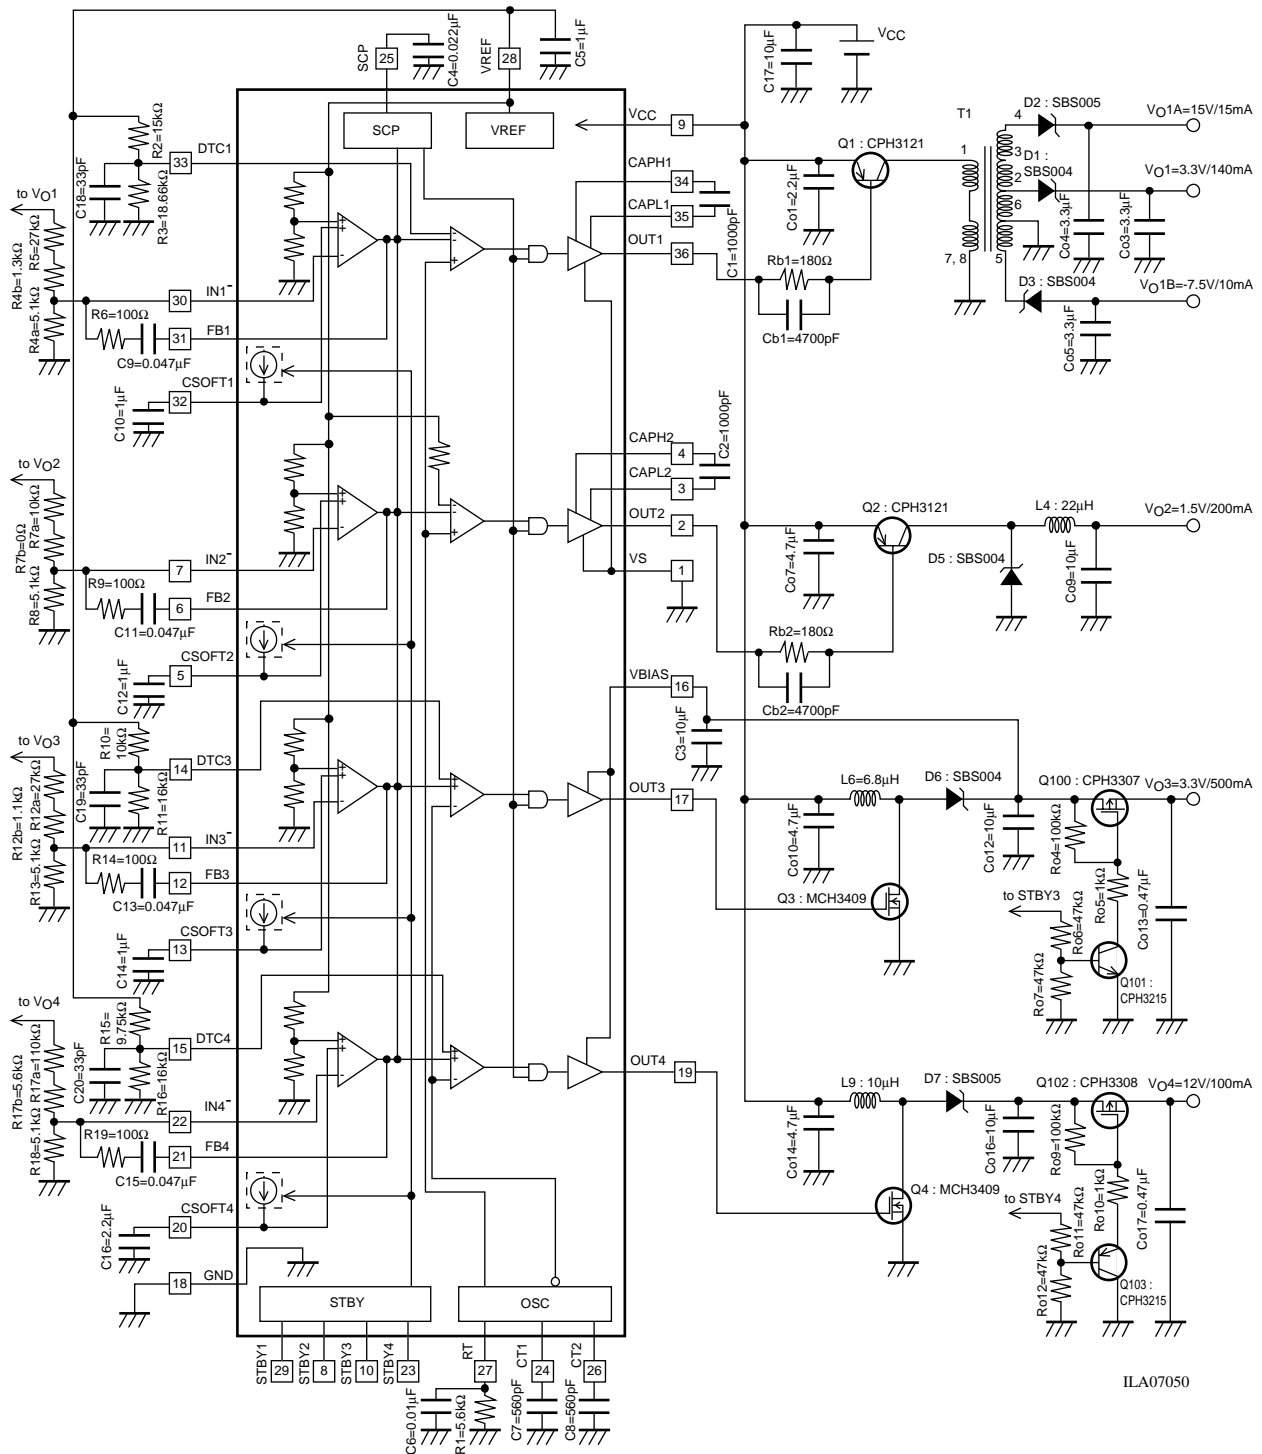 SCP
25
C4=0.022µF
VREF
28
C5=1µF
C17=10µF
VCC
SCP
VREF
VCC
9
R2=15kΩ
DTC1
33
C18=33pF
R3=18.68kΩ
to VO1
R5=27kΩ
R4b=1.3kΩ
R4a=5.1kΩ
30
IN1-
R6=100Ω
31
FB1
C9=0.047µF
CSOFT1
32
C10=1µF
CAPH1
34
CAPL1
35
OUT1
36
C1=1000pF
Co1=2.2µF
Q1 : CPH3121
Rb1=180Ω
Cb1=4700pF
T1
1
7, 8
4
3
2
6
5
D2 : SBS005
D1 :
SBS004
D3 : SBS004
Co4=3.3µF
Co3=3.3µF
Co5=3.3µF
VO1A=15V/15mA
VO1=3.3V/140mA
VO1B=-7.5V/10mA
to VO2
R7a=10kΩ
R7b=0Ω
R8=5.1kΩ
7
IN2-
R9=100Ω
6
FB2
C11=0.047µF
CSOFT2
5
C12=1µF
CAPH2
4
CAPL2
3
OUT2
2
C2=1000pF
VS
1
Co7=4.7µF
Q2 : CPH3121
Rb2=180Ω
Cb2=4700pF
D5 : SBS004
L4 : 22µH
Co9=10µF
VO2=1.5V/200mA
VBIAS
16
C3=10µF
to VO3
R10=
10kΩ
DTC3
14
C19=33pF
R11=16kΩ
R12a=27kΩ
R12b=1.1kΩ
R13=5.1kΩ
11
IN3-
R14=100Ω
12
FB3
C13=0.047µF
CSOFT3
13
C14=1µF
OUT3
17
L6=6.8µH
D6 : SBS004
Co10=4.7µF
Q3 : MCH3409
Co12=10µF
Ro4=100kΩ
Q100 : CPH3307
VO3=3.3V/500mA
Ro5=1kΩ
to STBY3
Ro6=47kΩ
Ro7=47kΩ
Q101 :
CPH3215
Co13=0.47µF
to VO4
R15=
9.75kΩ
DTC4
15
C20=33pF
R16=16kΩ
R17a=110kΩ
R17b=5.6kΩ
R18=5.1kΩ
22
IN4-
R19=100Ω
21
FB4
C15=0.047µF
CSOFT4
20
C16=2.2µF
OUT4
19
L9 : 10µH
D7 : SBS005
Co14=4.7µF
Q4 : MCH3409
Co16=10µF
Ro9=100kΩ
Q102 : CPH3308
VO4=12V/100mA
Ro10=1kΩ
to STBY4
Ro11=47kΩ
Ro12=47kΩ
Q103 :
CPH3215
Co17=0.47µF
18
GND
STBY
OSC
STBY1
29
STBY2
8
STBY3
10
STBY4
23
RT
27
CT1
24
CT2
26
C6=0.01µF
R1=5.6kΩ
C7=560pF
C8=560pF
ILA07050